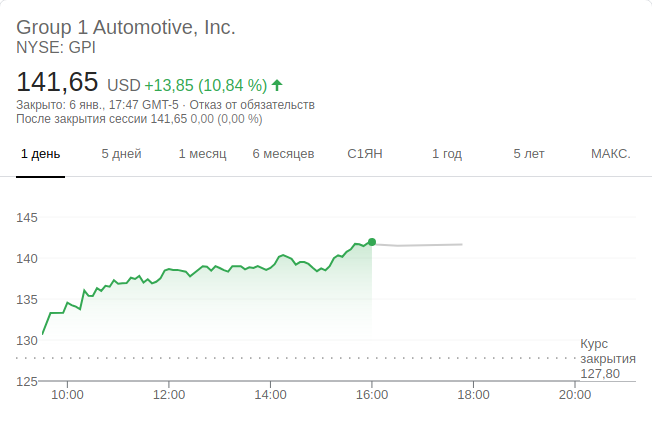 Group 1 Automotive, Inc.
NYSE: GPI
141,65 USD +13,85 (10,84 %)
Закрыто: 6 янв., 17:47 GMT-5 · Отказ от обязательств
После закрытия сессии 141,65 0,00 (0,00 %)
1 день 5 дней 1 месяц 6 месяцев С1ЯН 1 год 5 лет МАКС.
145
140
135
130
125
Курс
закрытия
127,80
10:00 12:00 14:00 16:00 18:00 20:00